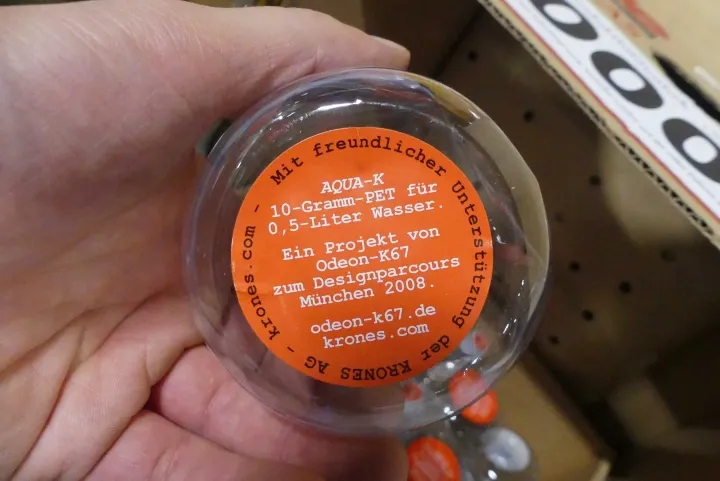 Mit freundlicher Unterstützung der KRONES AG - krones.com -
AQUA-K
10-Gramm-PET für
0,5-Liter Wasser.
Ein Projekt von
Odeon-K67
zum Designparcours
München 2008.
odeon-k67.de
krones.com